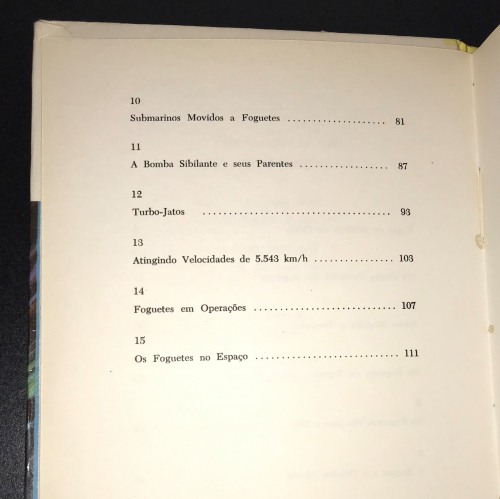 10
Submarinos Movidos a Foguetes .................... 81
11
A Bomba Sibilante e seus Parentes .................. 87
12
Turbo-Jatos ...................................... 93
13
Atingindo Velocidades de 5.543 km/h ................ 103
14
Foguetes em Operações ............................. 107
15
Os Foguetes no Espaço ............................. 111